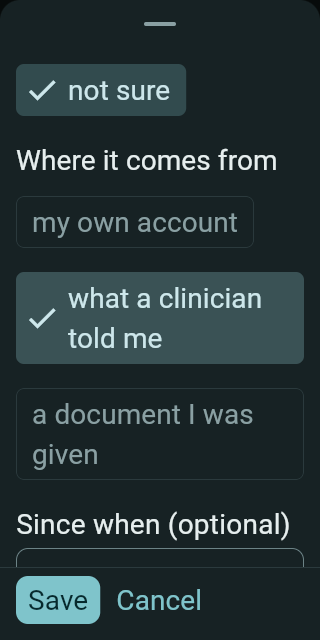 not sure
Where it comes from
my own account
what a clinician
told me
a document I was
given
Since when (optional)
Save
Cancel